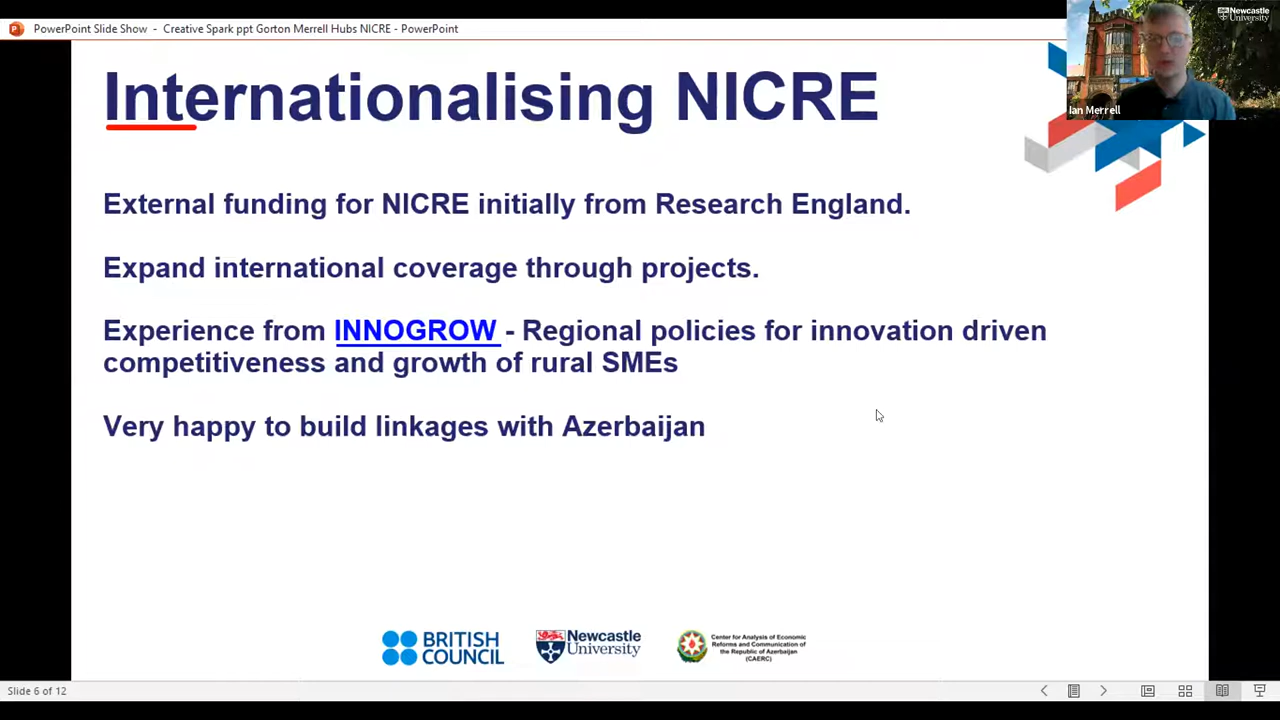 PowerPoint Slide Show - Creative Spark ppt Gorton Merrell Hubs NICRE - PowerPoint
Newcastle
University
Ian Merrell
Internationalising NICRE
External funding for NICRE initially from Research England.
Expand international coverage through projects.
Experience from INNOGROW - Regional policies for innovation driven
competitiveness and growth of rural SMEs
Very happy to build linkages with Azerbaijan
BRITISH
COUNCIL
Newcastle
University
Center for Analysis of Economic
Reforms and Communication of
the Republic of Azerbaijan
(CAERC)
Slide 6 of 12